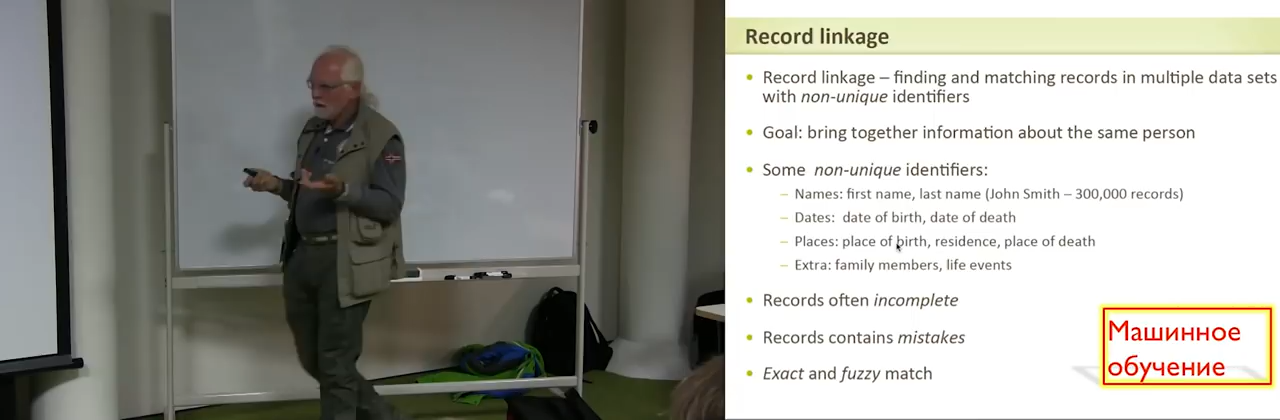 Record linkage
• Record linkage – finding and matching records in multiple data sets
with non-unique identifiers
• Goal: bring together information about the same person
• Some non-unique identifiers:
– Names: first name, last name (John Smith – 300,000 records)
– Dates: date of birth, date of death
– Places: place of birth, residence, place of death
– Extra: family members, life events
• Records often incomplete
• Records contains mistakes
• Exact and fuzzy match
Машинное
обучение